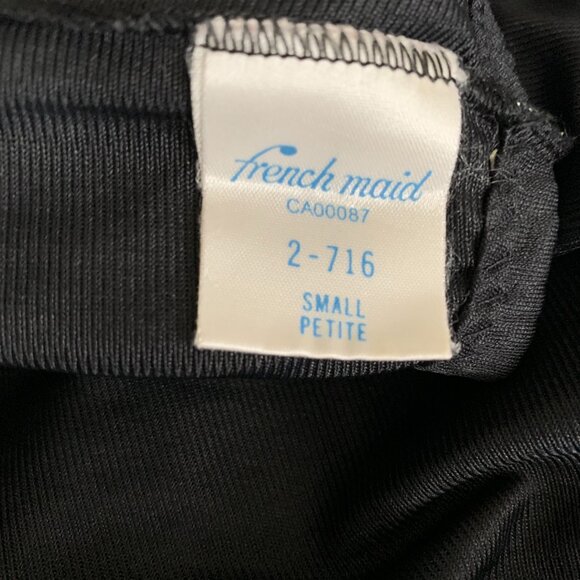 french maid
CA00087
2-716
SMALL
PETITE